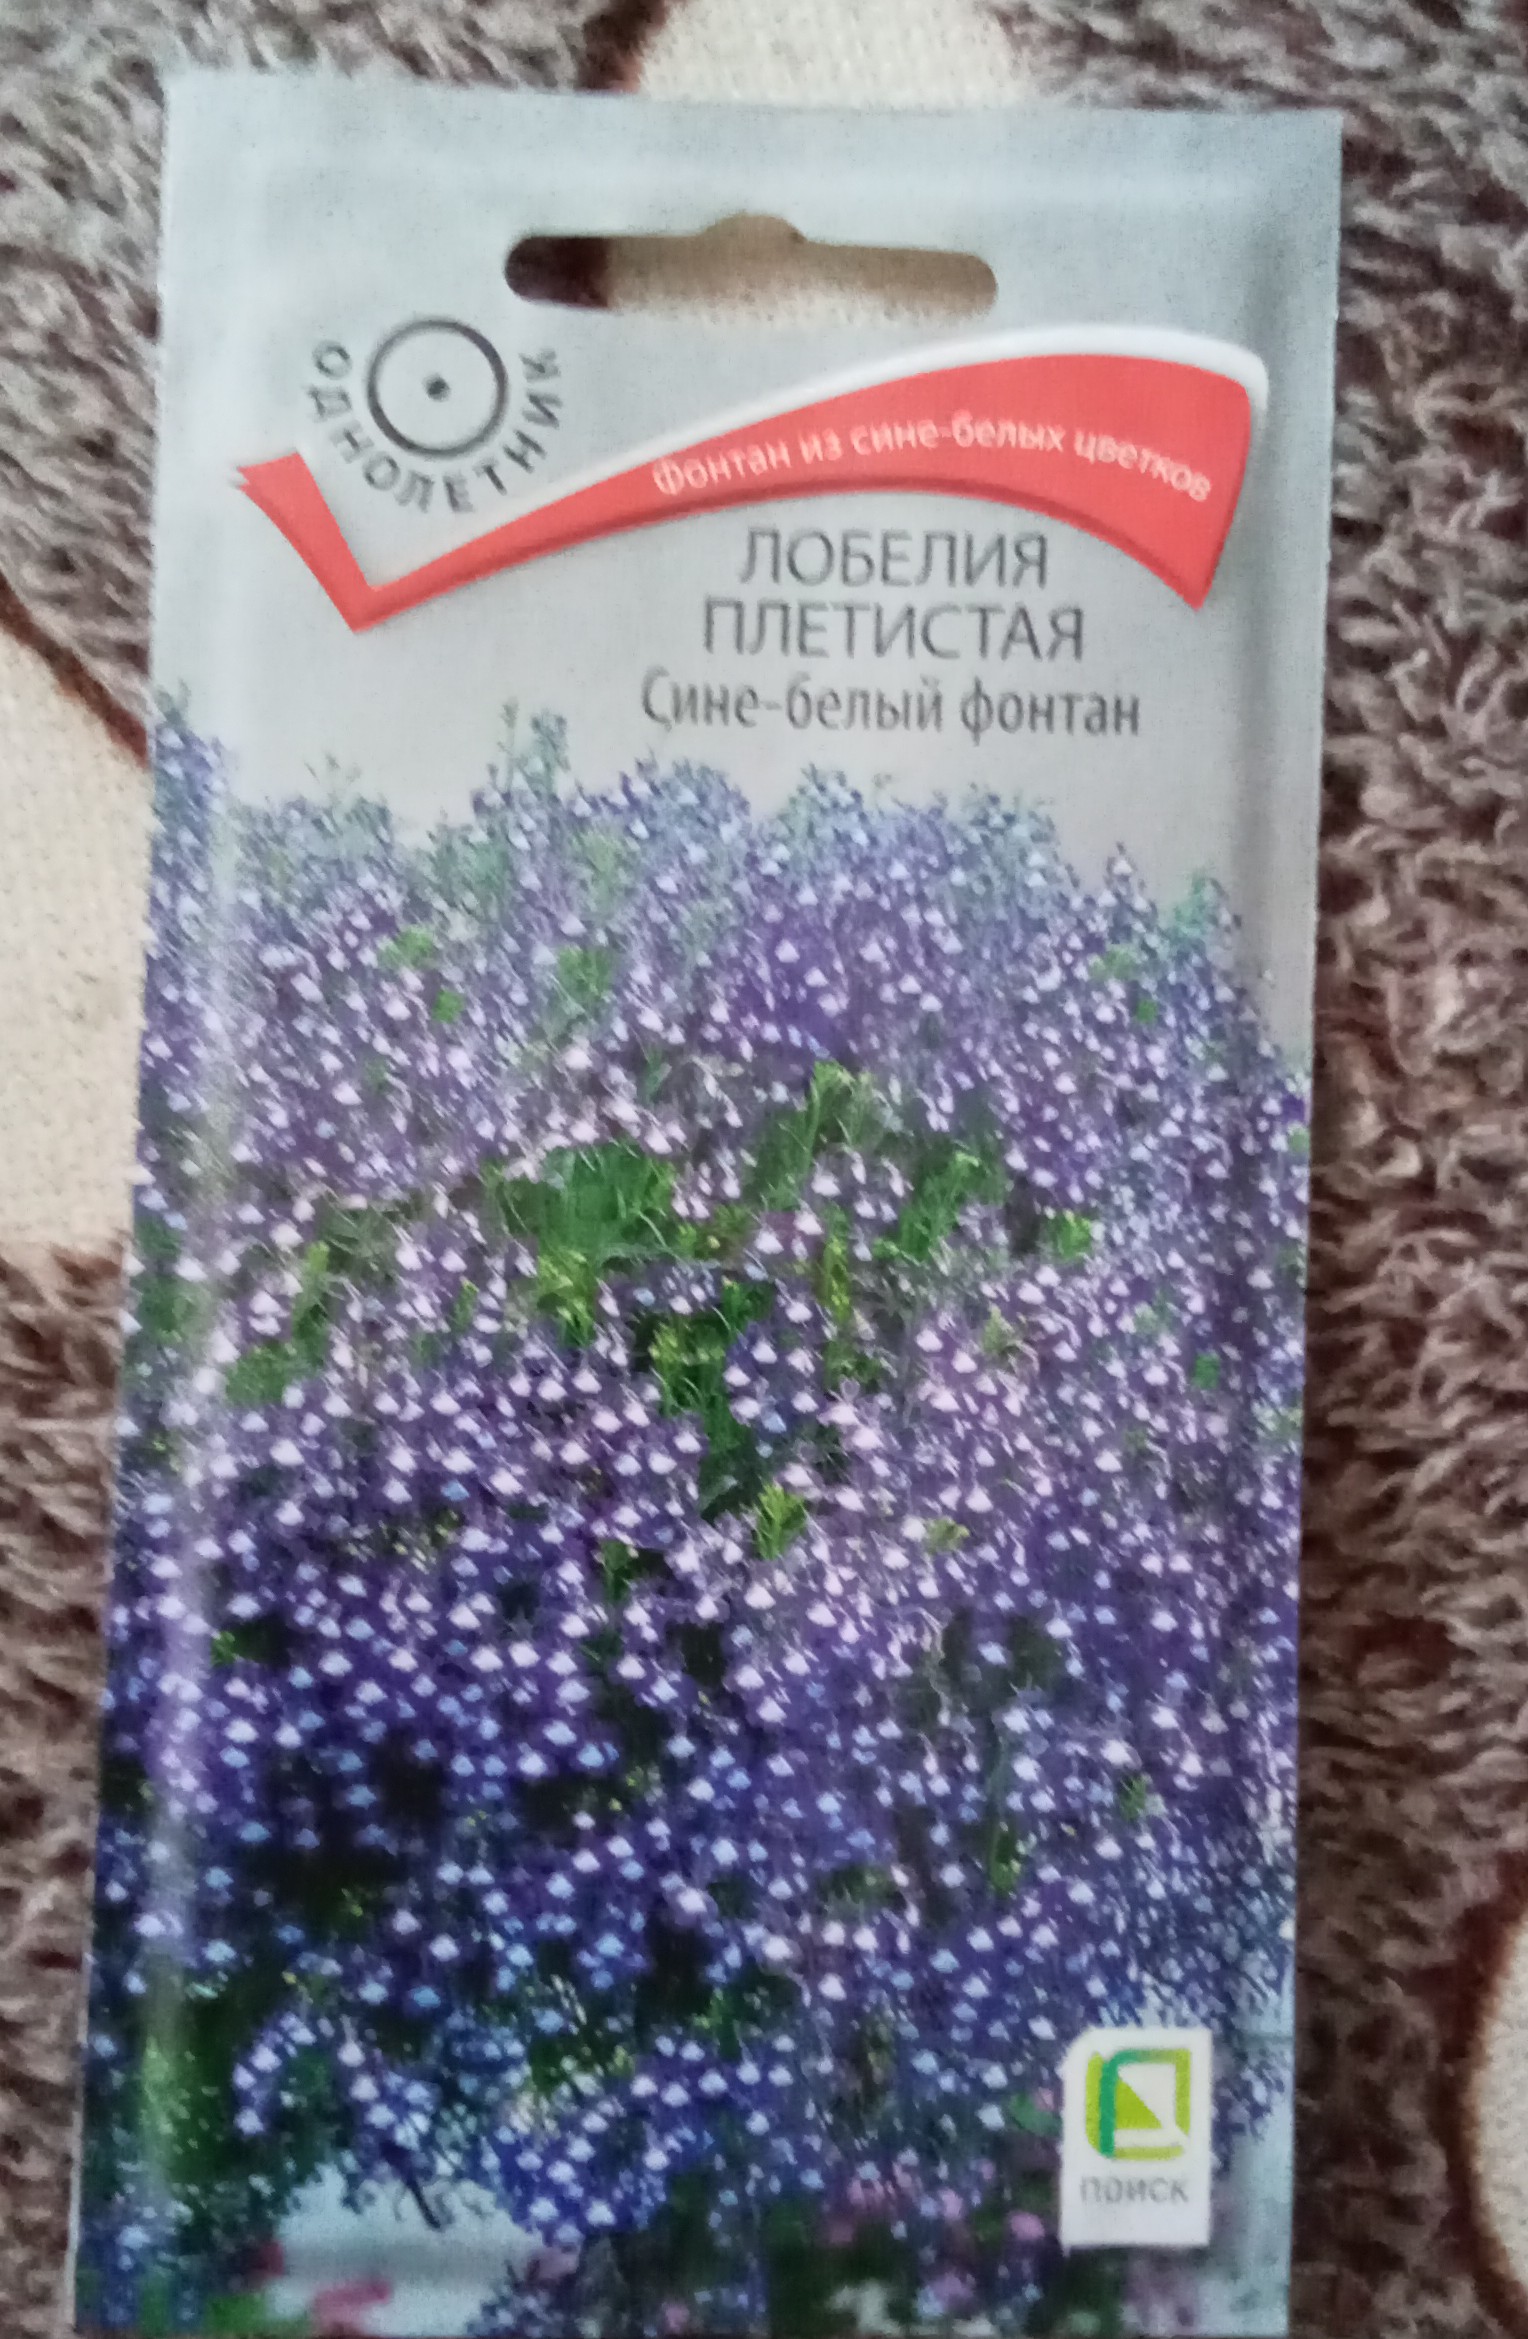 ОДНОЛЕТНИК
Фонтан из сине-белых цветков
ЛОБЕЛИЯ
ПЛЕТИСТАЯ
Сине-белый фонтан
ПОИСК